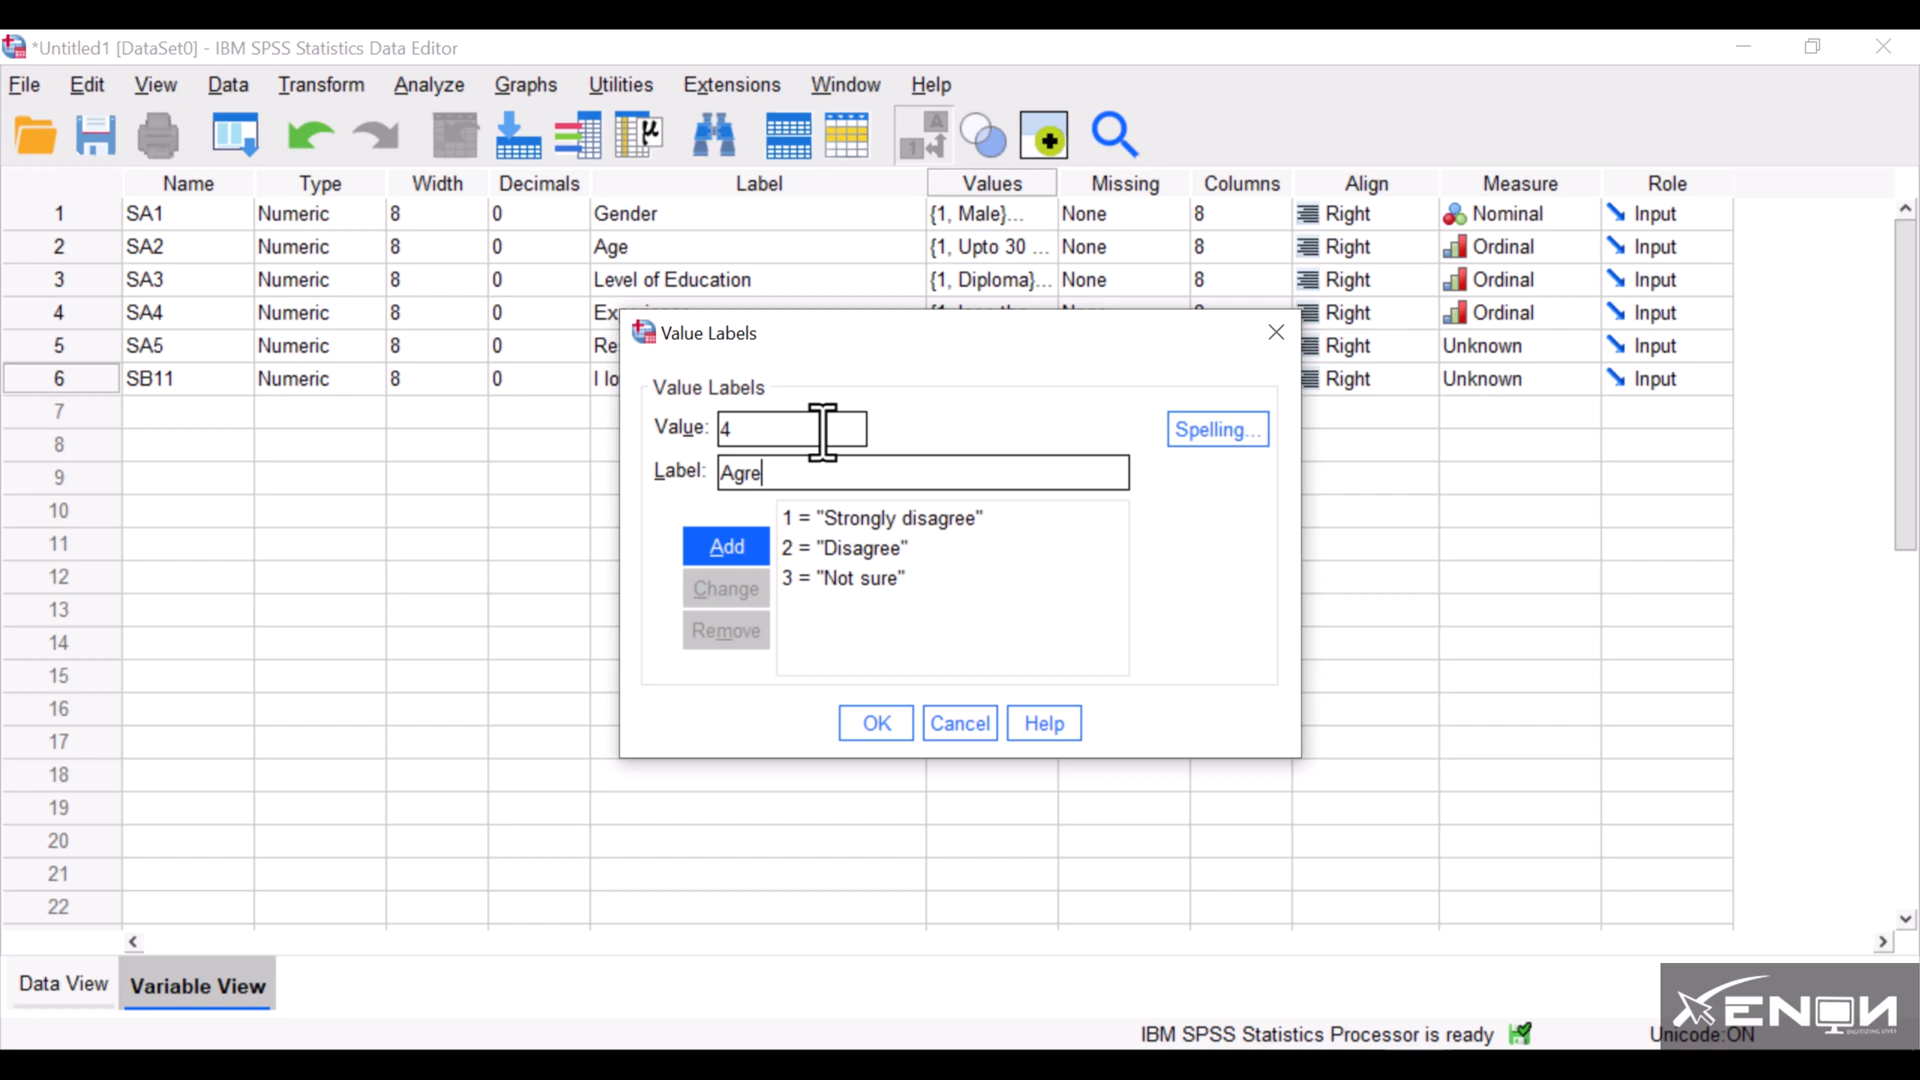 *Untitled1 [DataSet0] - IBM SPSS Statistics Data Editor
File Edit View Data Transform Analyze Graphs Utilities Extensions Window Help
Name Type Width Decimals Label Values Missing Columns Align Measure Role
1 SA1 Numeric 8 0 Gender {1, Male}... None 8 Right Nominal Input
2 SA2 Numeric 8 0 Age {1, Upto 30 ... None 8 Right Ordinal Input
3 SA3 Numeric 8 0 Level of Education {1, Diploma}... None 8 Right Ordinal Input
4 SA4 Numeric 8 0 Right Ordinal Input
5 SA5 Numeric 8 0 Right Unknown Input
6 SB11 Numeric 8 0 I Right Unknown Input
7
8
9
10
11
12
13
14
15
16
17
18
19
20
21
22
Value Labels
Value Labels
Value: 4
Spelling...
Label: Agre
1 = "Strongly disagree"
2 = "Disagree"
3 = "Not sure"
Add
Change
Remove
OK Cancel Help
Data View Variable View
IBM SPSS Statistics Processor is ready
Unicode:ON
XENON
DIGITIZING LIVES